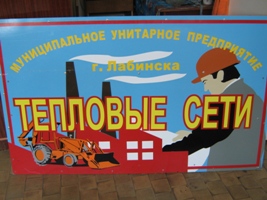 МУНИЦИПАЛЬНОЕ УНИТАРНОЕ ПРЕДПРИЯТИЕ
г. Лабинска
ТЕПЛОВЫЕ СЕТИ